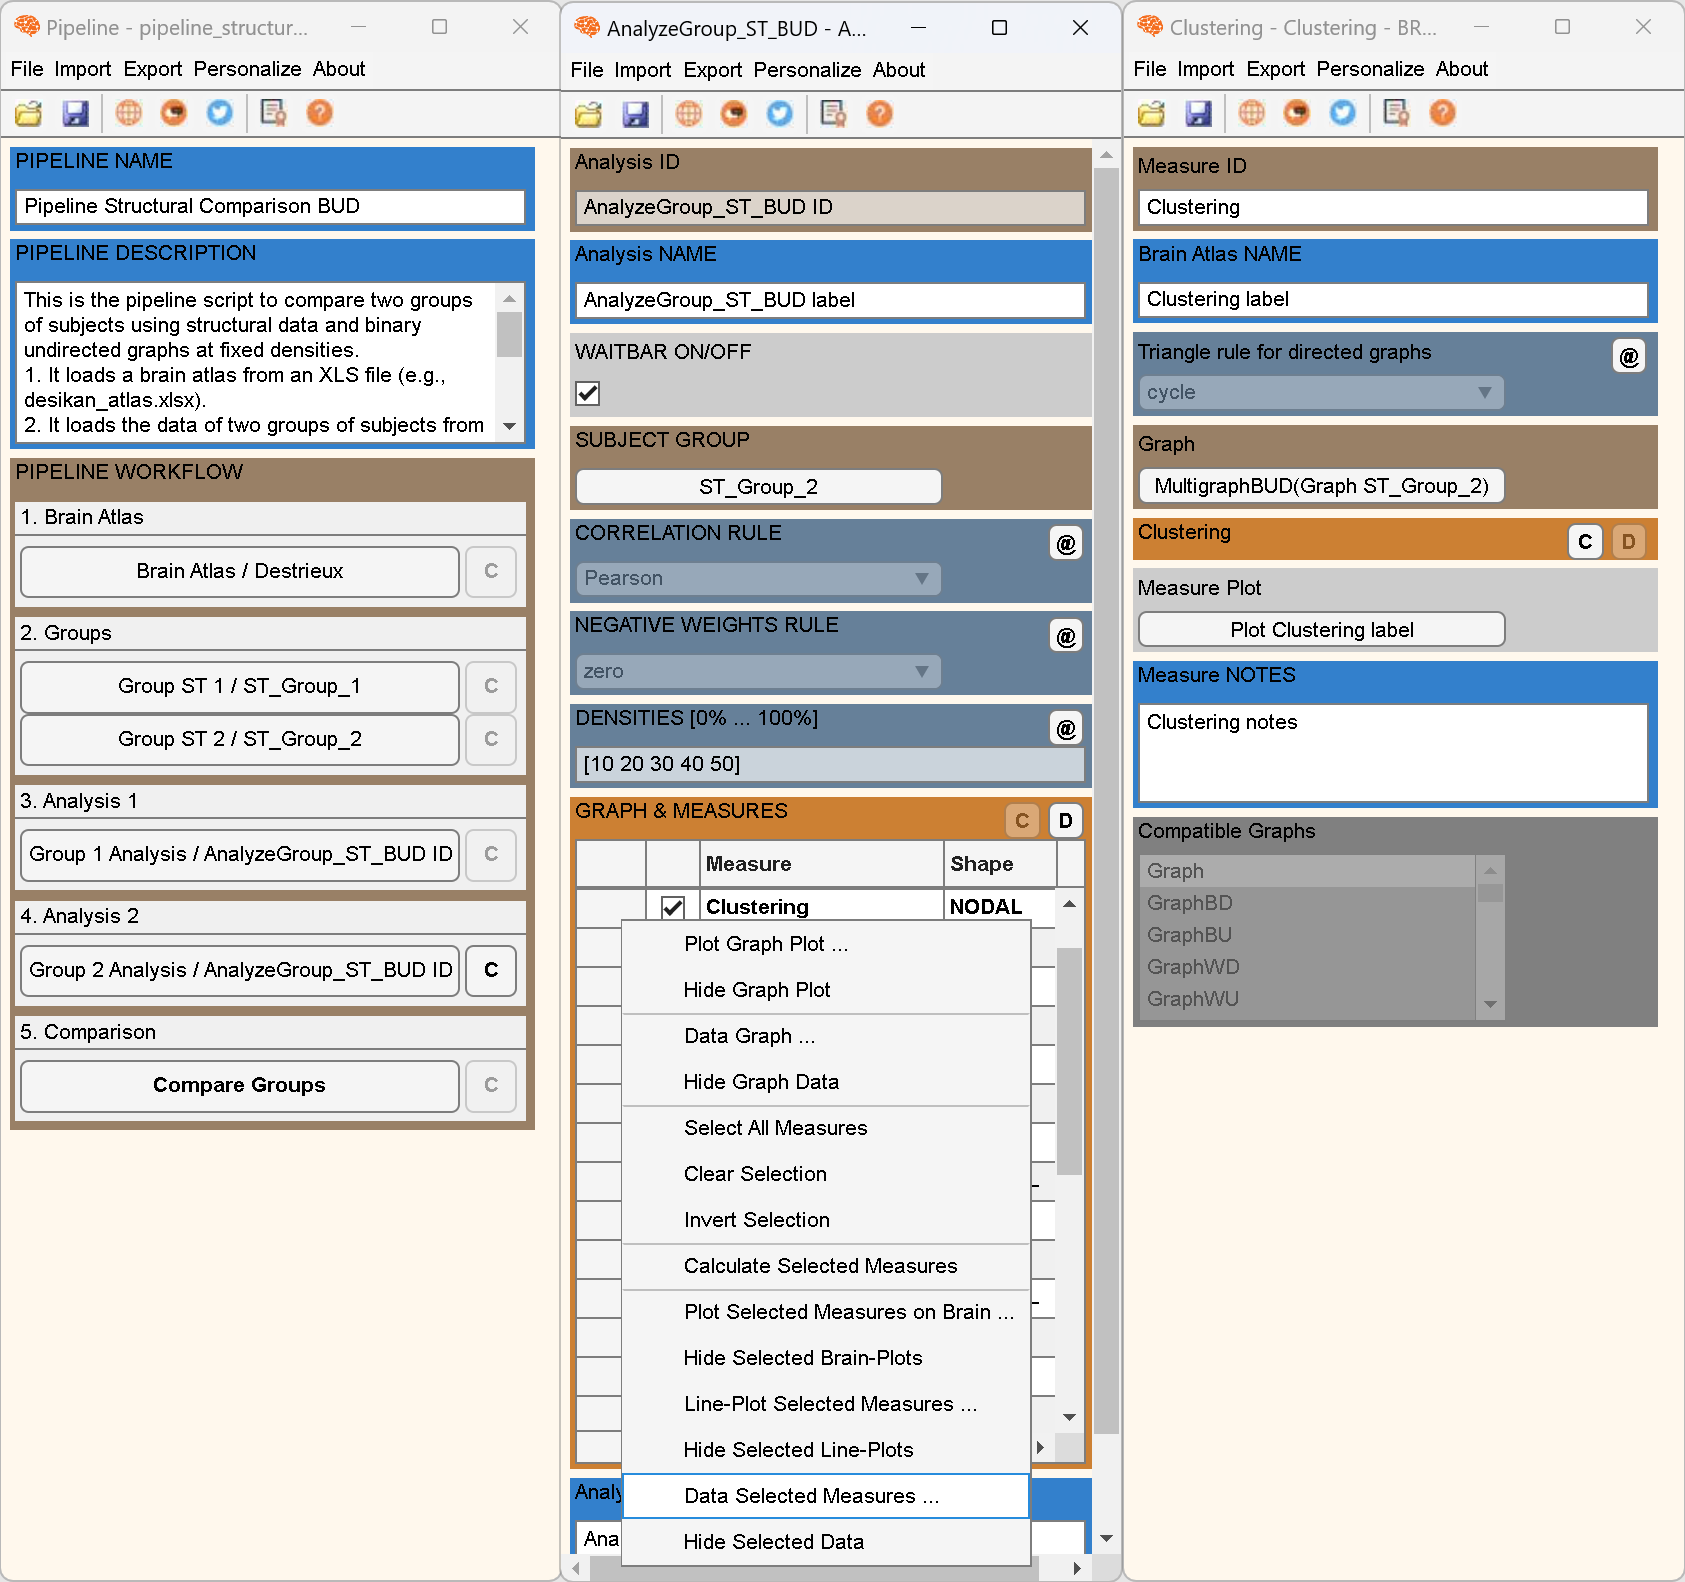 Pipeline - pipeline_structur...
File Import Export Personalize About
PIPELINE NAME
Pipeline Structural Comparison BUD
PIPELINE DESCRIPTION
This is the pipeline script to compare two groups
of subjects using structural data and binary
undirected graphs at fixed densities.
1. It loads a brain atlas from an XLS file (e.g.,
desikan_atlas.xlsx).
2. It loads the data of two groups of subjects from
PIPELINE WORKFLOW
1. Brain Atlas
Brain Atlas / Destrieux C
2. Groups
Group ST 1 / ST_Group_1 C
Group ST 2 / ST_Group_2 C
3. Analysis 1
Group 1 Analysis / AnalyzeGroup_ST_BUD ID C
4. Analysis 2
Group 2 Analysis / AnalyzeGroup_ST_BUD ID C
5. Comparison
Compare Groups C
AnalyzeGroup_ST_BUD - A...
File Import Export Personalize About
Analysis ID
AnalyzeGroup_ST_BUD ID
Analysis NAME
AnalyzeGroup_ST_BUD label
WAITBAR ON/OFF
SUBJECT GROUP
ST_Group_2
CORRELATION RULE @
Pearson
NEGATIVE WEIGHTS RULE @
zero
DENSITIES [0% ... 100%] @
[10 20 30 40 50]
GRAPH & MEASURES C D
Measure Shape
Clustering NODAL
Plot Graph Plot ...
Hide Graph Plot
Data Graph ...
Hide Graph Data
Select All Measures
Clear Selection
Invert Selection
Calculate Selected Measures
Plot Selected Measures on Brain ...
Hide Selected Brain-Plots
Line-Plot Selected Measures ...
Hide Selected Line-Plots
Data Selected Measures ...
Hide Selected Data
Analy
Ana
Clustering - Clustering - BR...
File Import Export Personalize About
Measure ID
Clustering
Brain Atlas NAME
Clustering label
Triangle rule for directed graphs @
cycle
Graph
MultigraphBUD(Graph ST_Group_2)
Clustering C D
Measure Plot
Plot Clustering label
Measure NOTES
Clustering notes
Compatible Graphs
Graph
GraphBD
GraphBU
GraphWD
GraphWU